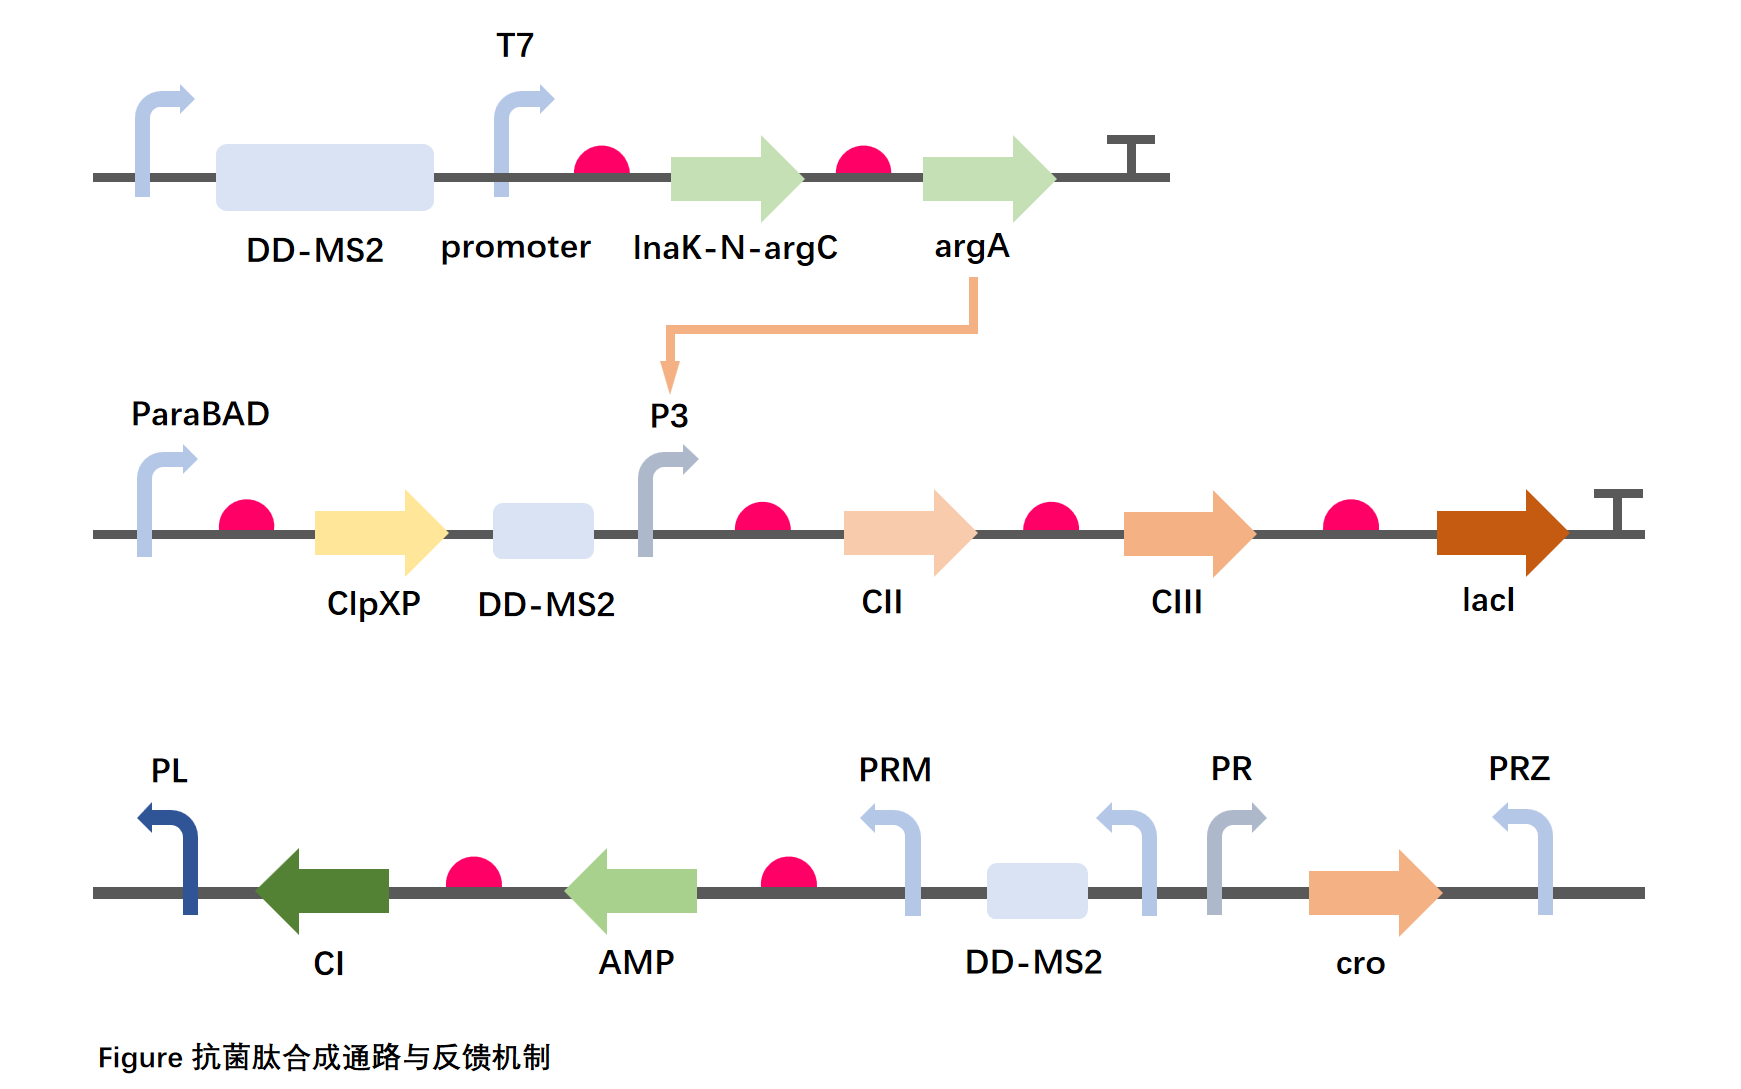 T7
DD-MS2
promoter
InaK-N-argC
argA
ParaBAD
P3
ClpXP
DD-MS2
CII
CIII
lacI
PL
PRM
PR
PRZ
CI
AMP
DD-MS2
cro
Figure 抗菌肽合成通路与反馈机制